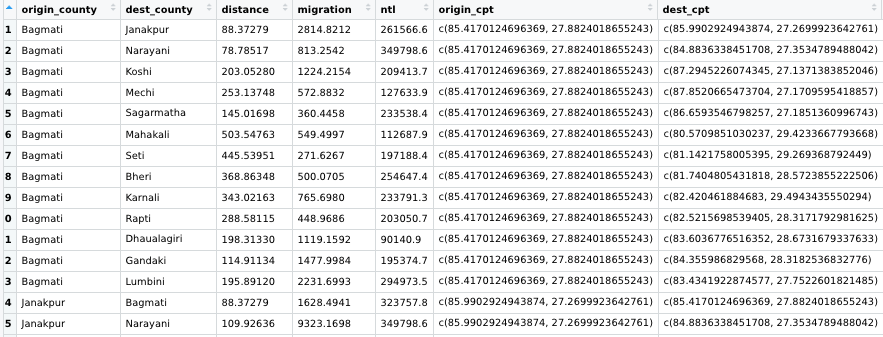 origin_county dest_county distance migration ntl origin_cpt dest_cpt
1 Bagmati Janakpur 88.37279 2814.8212 261566.6 c(85.4170124696369, 27.8824018655243) c(85.9902924943874, 27.2699923642761)
2 Bagmati Narayani 78.78517 813.2542 349798.6 c(85.4170124696369, 27.8824018655243) c(84.8836338451708, 27.3534789488042)
3 Bagmati Koshi 203.05280 1224.2154 209413.7 c(85.4170124696369, 27.8824018655243) c(87.2945226074345, 27.1371383852046)
4 Bagmati Mechi 253.13748 572.8832 127633.9 c(85.4170124696369, 27.8824018655243) c(87.8520665473704, 27.1709595418857)
5 Bagmati Sagarmatha 145.01698 360.4458 233538.4 c(85.4170124696369, 27.8824018655243) c(86.6593546798257, 27.1851360996743)
6 Bagmati Mahakali 503.54763 549.4997 112687.9 c(85.4170124696369, 27.8824018655243) c(80.5709851030237, 29.4233667793668)
7 Bagmati Seti 445.53951 271.6267 197188.4 c(85.4170124696369, 27.8824018655243) c(81.1421758005395, 29.269368792449)
8 Bagmati Bheri 368.86348 500.0705 254647.4 c(85.4170124696369, 27.8824018655243) c(81.7404805431818, 28.5723855222506)
9 Bagmati Karnali 343.02163 765.6980 233791.3 c(85.4170124696369, 27.8824018655243) c(82.420461884683, 29.4943435550294)
0 Bagmati Rapti 288.58115 448.9686 203050.7 c(85.4170124696369, 27.8824018655243) c(82.5215698539405, 28.3171792981625)
1 Bagmati Dhaualagiri 198.31330 1119.1592 90140.9 c(85.4170124696369, 27.8824018655243) c(83.6036776516352, 28.6731679337633)
2 Bagmati Gandaki 114.91134 1477.9984 195374.7 c(85.4170124696369, 27.8824018655243) c(84.355986829568, 28.3182536832776)
3 Bagmati Lumbini 195.89120 2231.6993 294973.5 c(85.4170124696369, 27.8824018655243) c(83.4341922874577, 27.7522601821485)
4 Janakpur Bagmati 88.37279 1628.4941 323757.8 c(85.9902924943874, 27.2699923642761) c(85.4170124696369, 27.8824018655243)
5 Janakpur Narayani 109.92636 9323.1698 349798.6 c(85.9902924943874, 27.2699923642761) c(84.8836338451708, 27.3534789488042)